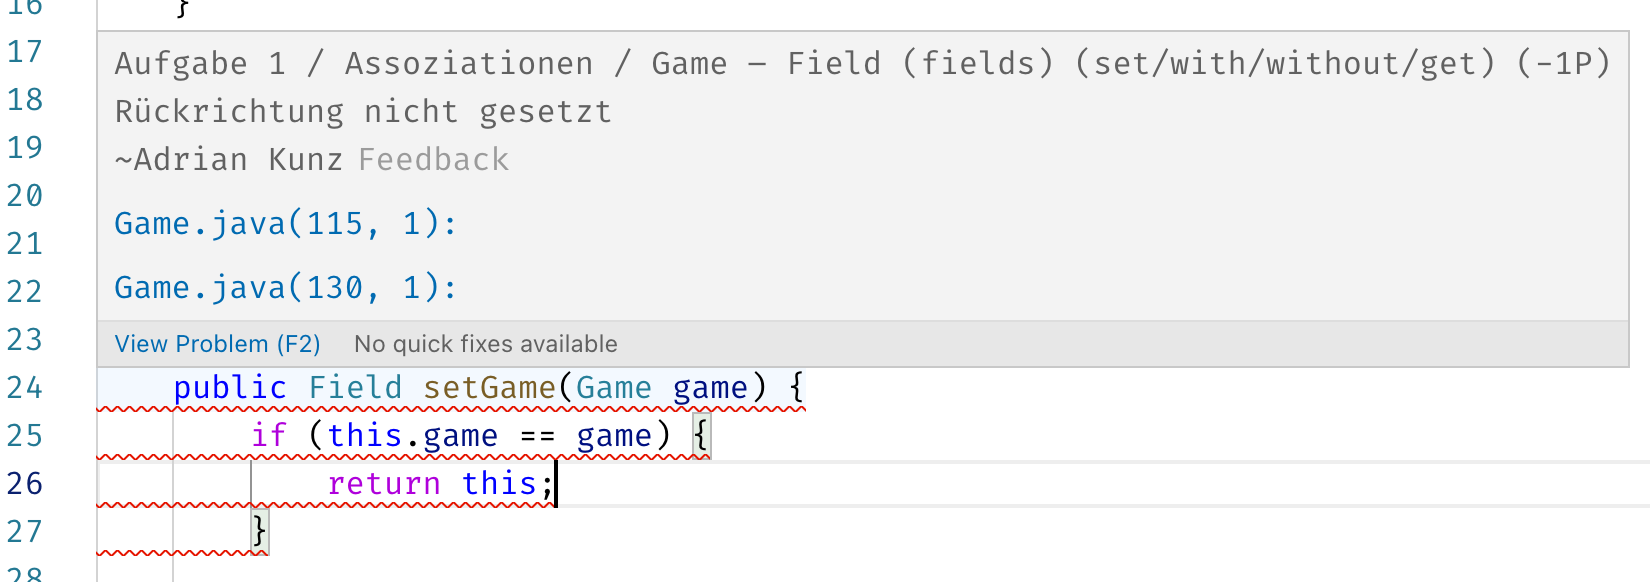 16 }
17
Aufgabe 1 / Assoziationen / Game – Field (fields) (set/with/without/get) (-1P)
18
Rückrichtung nicht gesetzt
19
~Adrian Kunz Feedback
20
Game.java(115, 1):
21
22
Game.java(130, 1):
23
View Problem (F2) No quick fixes available
24 public Field setGame(Game game) {
25 if (this.game == game) {
26 return this;
27 }
28